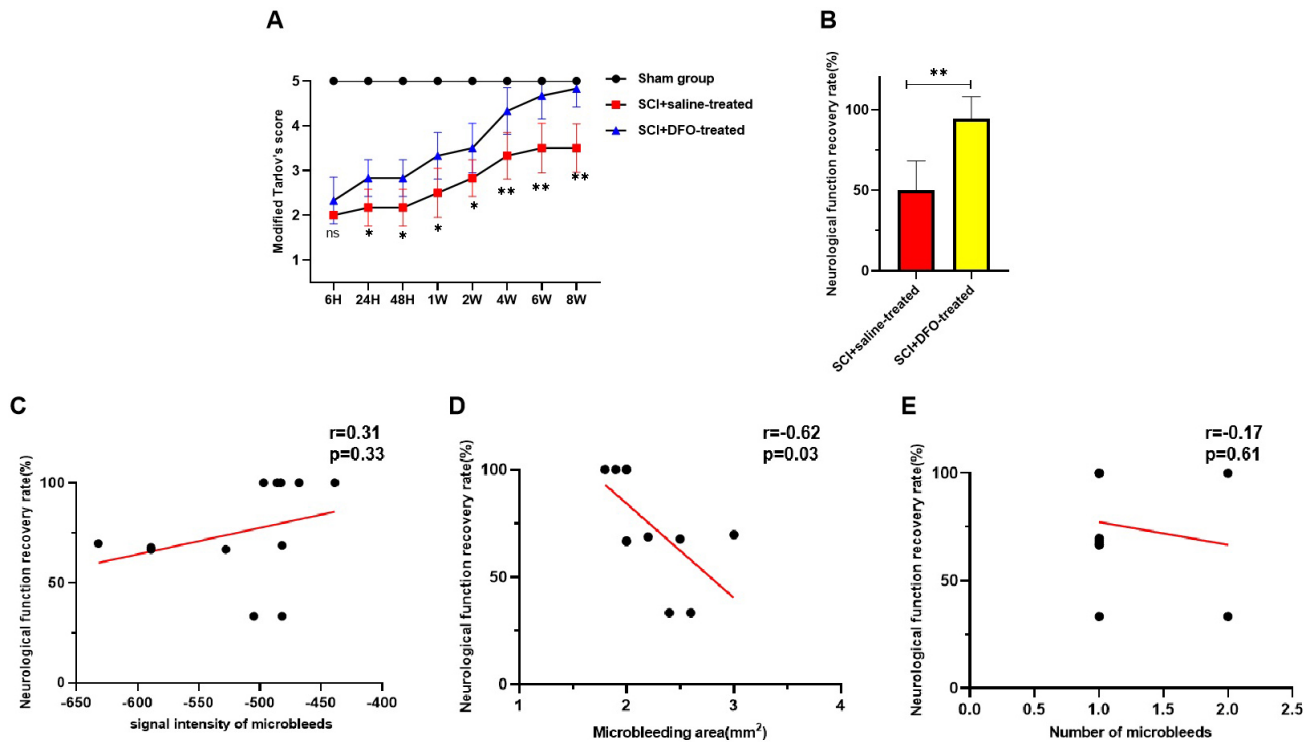 A
Modified Tarlov's score
5
4
3
2
1
ns
*
*
*
*
**
**
**
6H 24H 48H 1W 2W 4W 6W 8W
Sham group
SCI+saline-treated
SCI+DFO-treated
B
Neurological function recovery rate(%)
100
50
0
**
SCI+saline-treated
SCI+DFO-treated
C
r=0.31
p=0.33
Neurological function recovery rate(%)
100
50
0
-650 -600 -550 -500 -450 -400
signal intensity of microbleeds
D
r=-0.62
p=0.03
Neurological function recovery rate(%)
100
50
0
1 2 3 4
Microbleeding area(mm²)
E
r=-0.17
p=0.61
Neurological function recovery rate(%)
100
50
0
0.0 0.5 1.0 1.5 2.0 2.5
Number of microbleeds